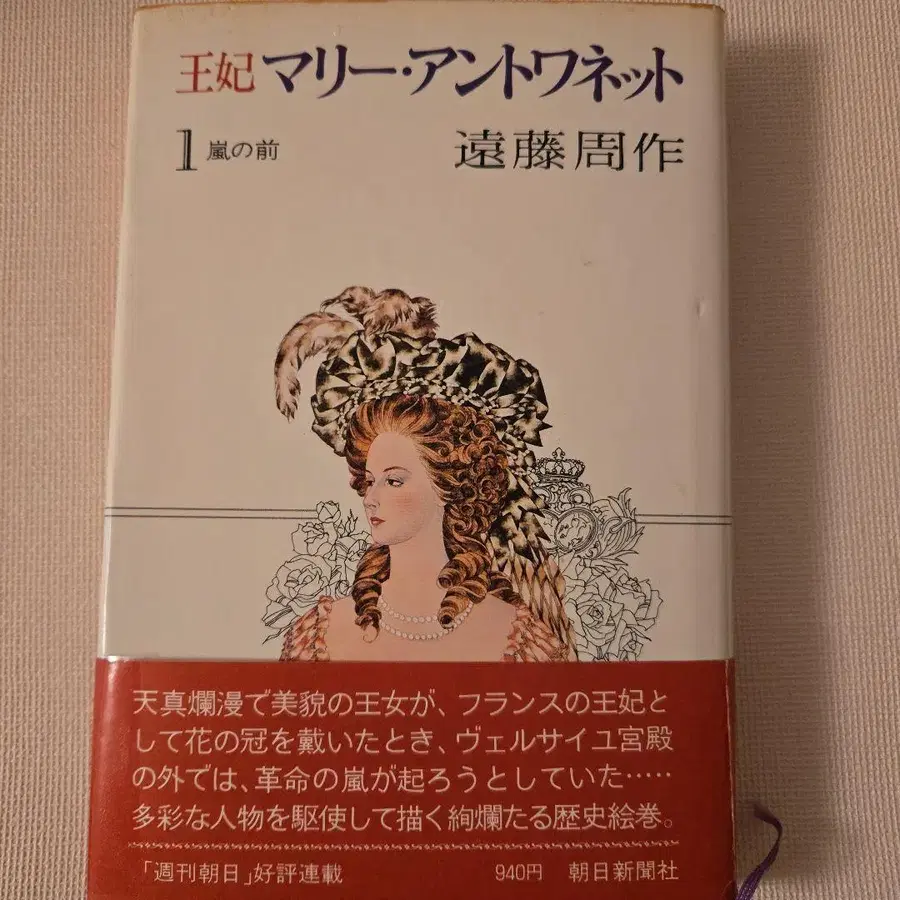 王妃 マリー・アントワネット
1 嵐の前
遠藤周作
天真爛漫で美貌の王女が、フランスの王妃と
して花の冠を戴いたとき、ヴェルサイユ宮殿
の外では、革命の嵐が起ろうとしていた……
多彩な人物を駆使して描く絢爛たる歴史絵巻。
「週刊朝日」好評連載 940円 朝日新聞社